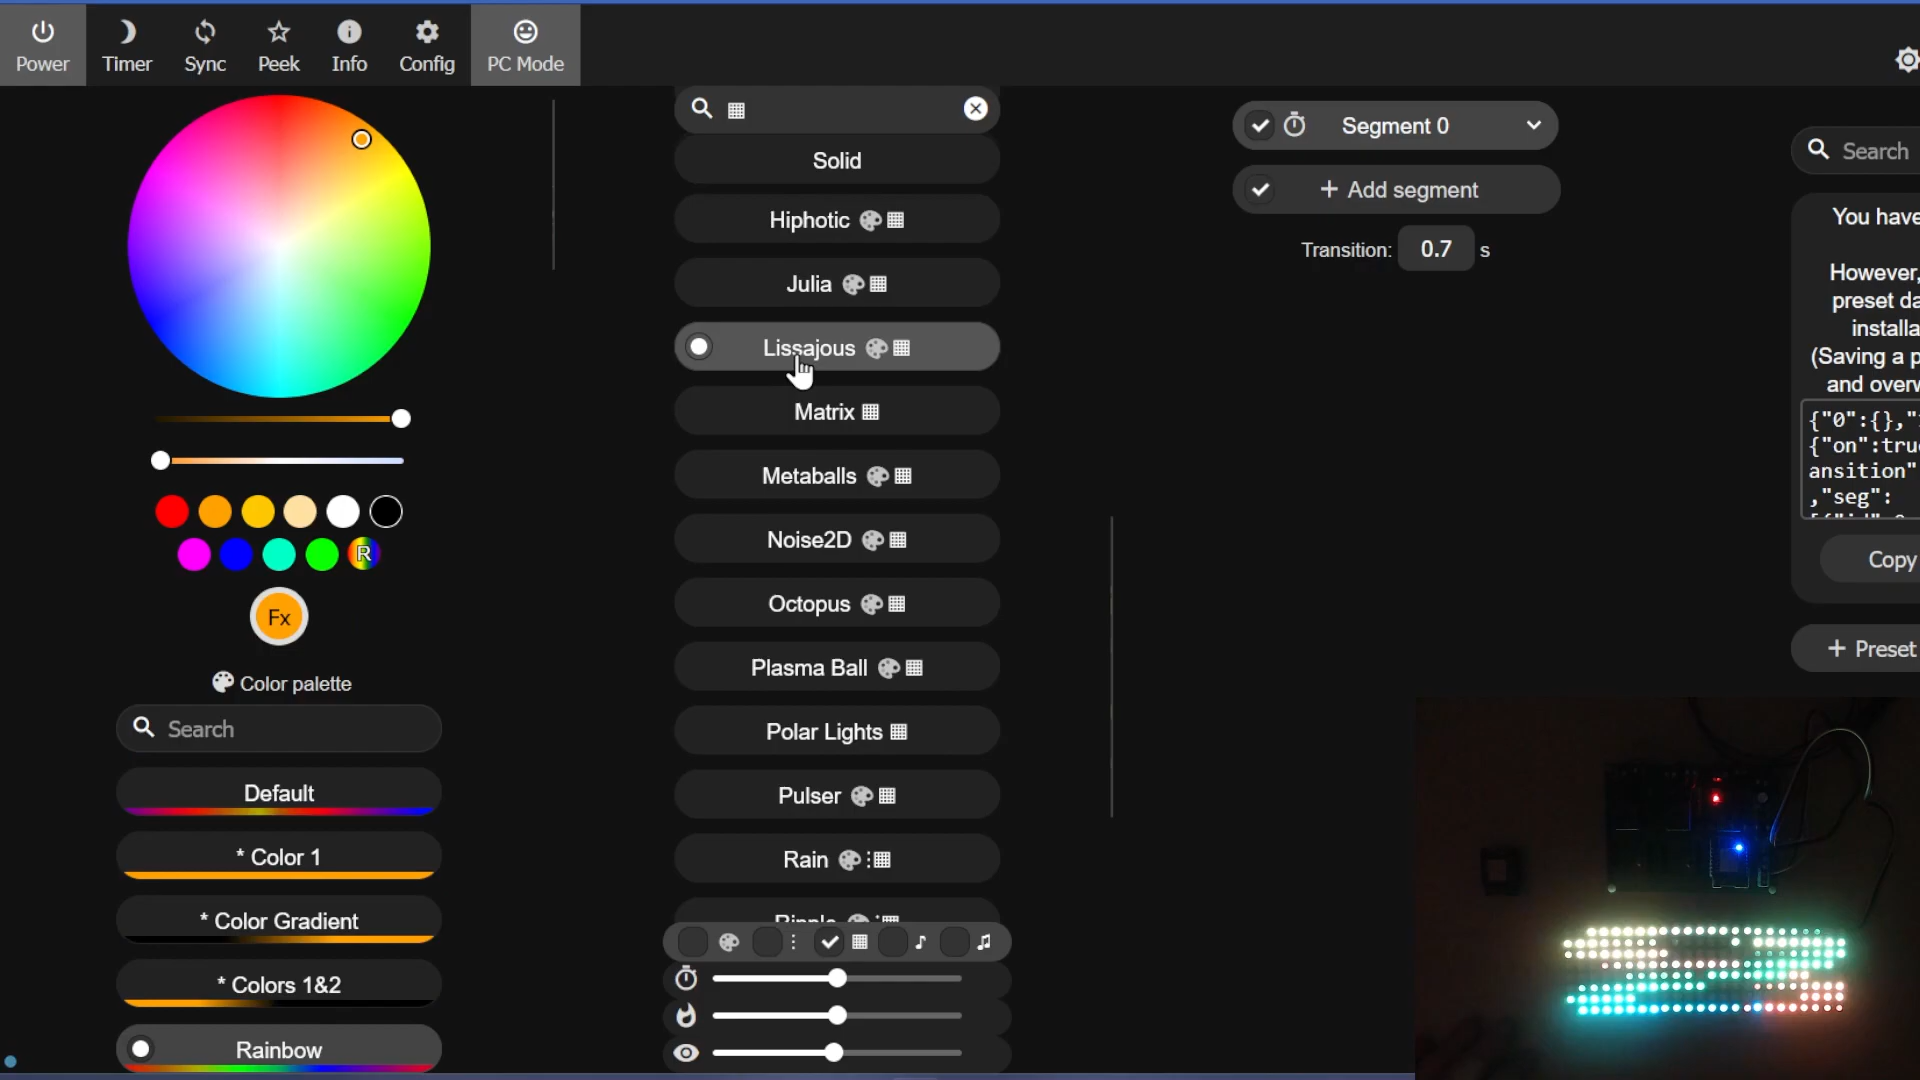 Power
Timer
Sync
Peek
Info
Config
PC Mode
R
Fx
Color palette
Search
Default
* Color 1
* Color Gradient
* Colors 1&2
Rainbow
Solid
Hiphotic
Julia
Lissajous
Matrix
Metaballs
Noise2D
Octopus
Plasma Ball
Polar Lights
Pulser
Rain
Ripple
Segment 0
+ Add segment
Transition: 0.7 s
Search
You have
However,
preset da
installa
(Saving a p
and overw
{"0":{},"
{"on":true
ansition"
,"seg":
Copy
+ Preset